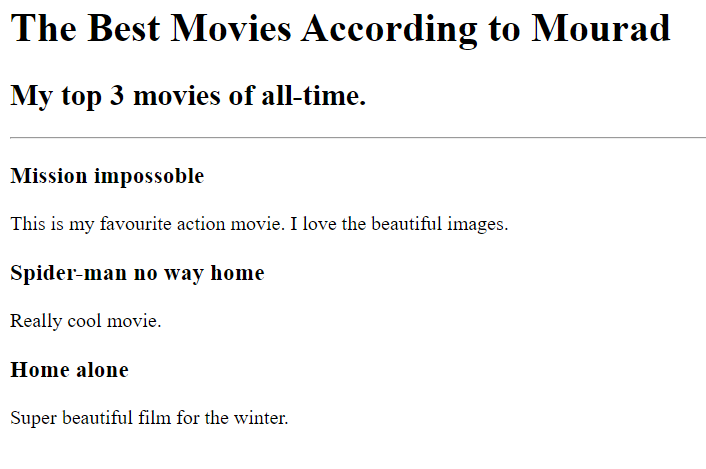 The Best Movies According to Mourad
My top 3 movies of all-time.
Mission impossoble
This is my favourite action movie. I love the beautiful images.
Spider-man no way home
Really cool movie.
Home alone
Super beautiful film for the winter.